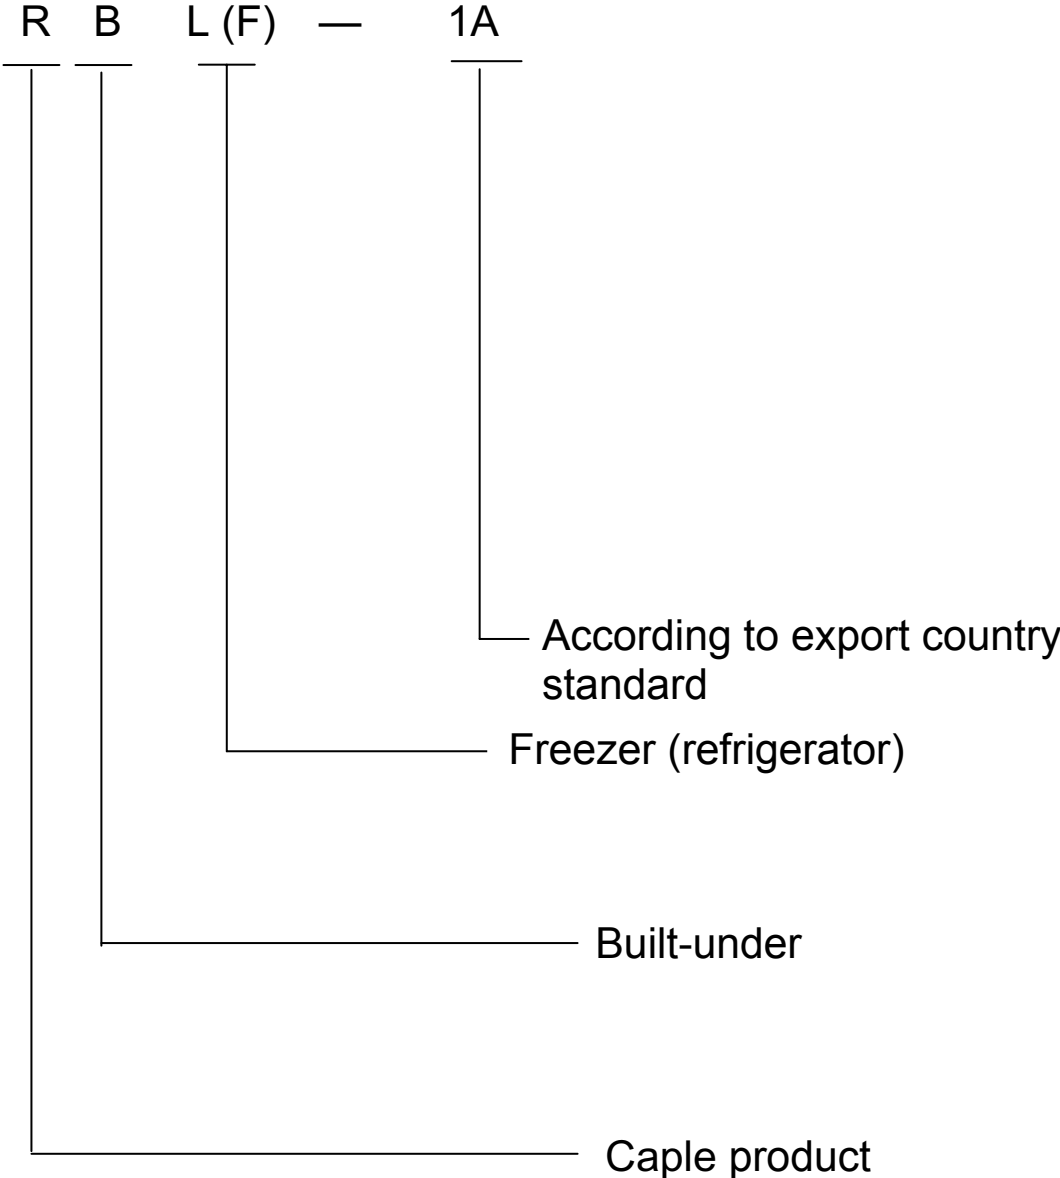 R B L (F) — 1A
According to export country
standard
Freezer (refrigerator)
Built-under
Caple product